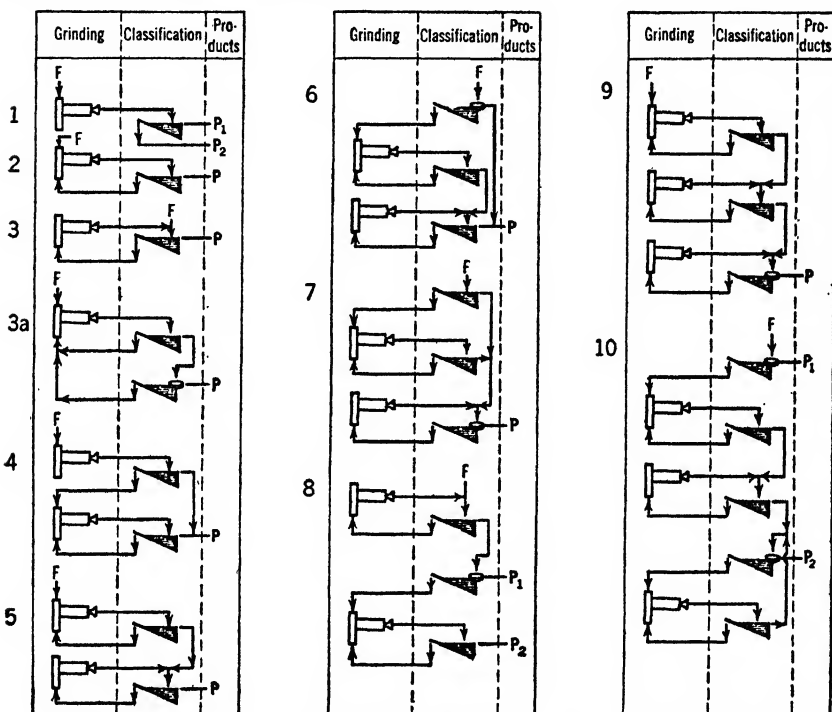 Grinding Classification Pro-
ducts
F
1
P₁
P₂
2 F
P
3 F
P
F
3a
P
F
4
P
F
5
P
Grinding Classification Pro-
ducts
6 F
P
7 F
P
8 F
P₁
P₂
Grinding Classification Pro-
ducts
F
9
P
F
10
P₁
P₂